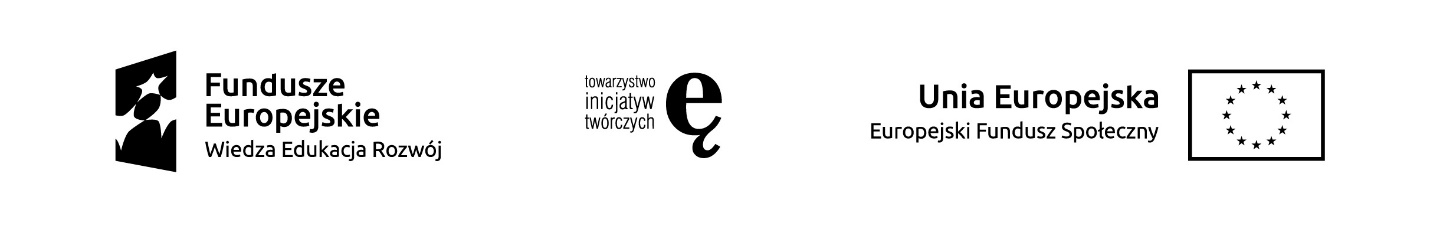 Fundusze
Europejskie
Wiedza Edukacja Rozwój
towarzystwo
inicjatyw
twórczych
ę
Unia Europejska
Europejski Fundusz Społeczny